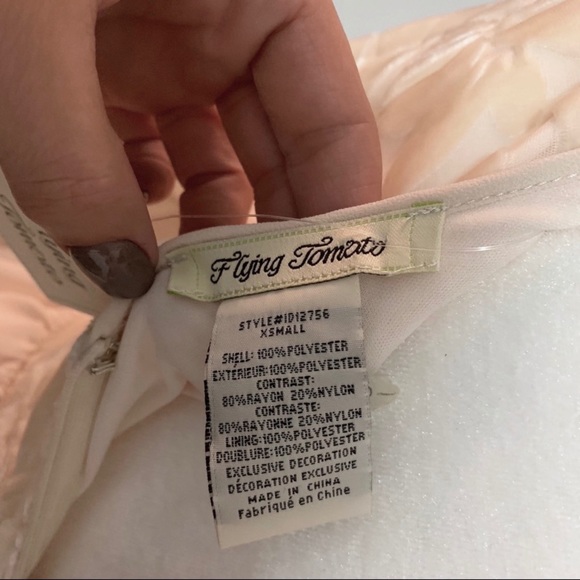 Flying Tomato
STYLE#ID12756
XSMALL
SHELL:100%POLYESTER
EXTERIEUR:100%POLYESTER
CONTRAST:
80%RAYON 20%NYLON
CONTRASTE:
80%RAYONNE 20%NYLON
LINING:100%POLYESTER
DOUBLURE:100%POLYESTER
EXCLUSIVE DECORATION
DÉCORATION EXCLUSIVE
MADE IN CHINA
Fabriqué en Chine